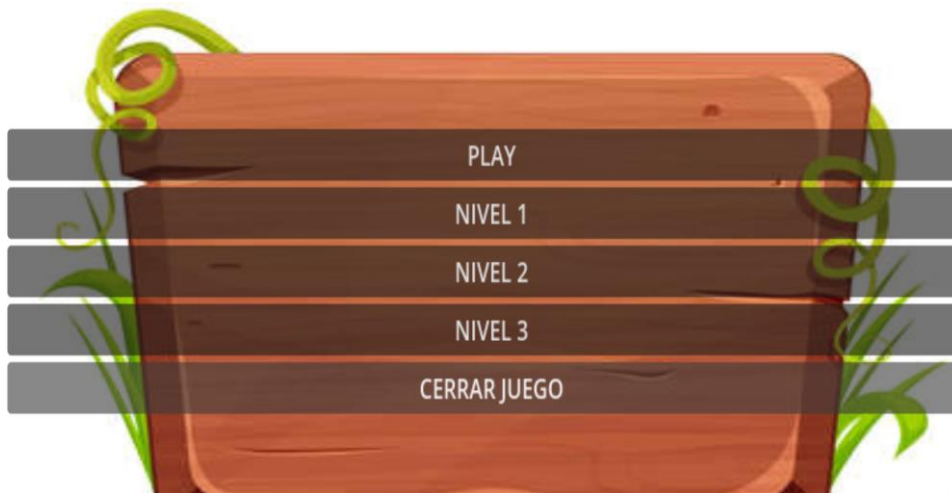 PLAY
NIVEL 1
NIVEL 2
NIVEL 3
CERRAR JUEGO